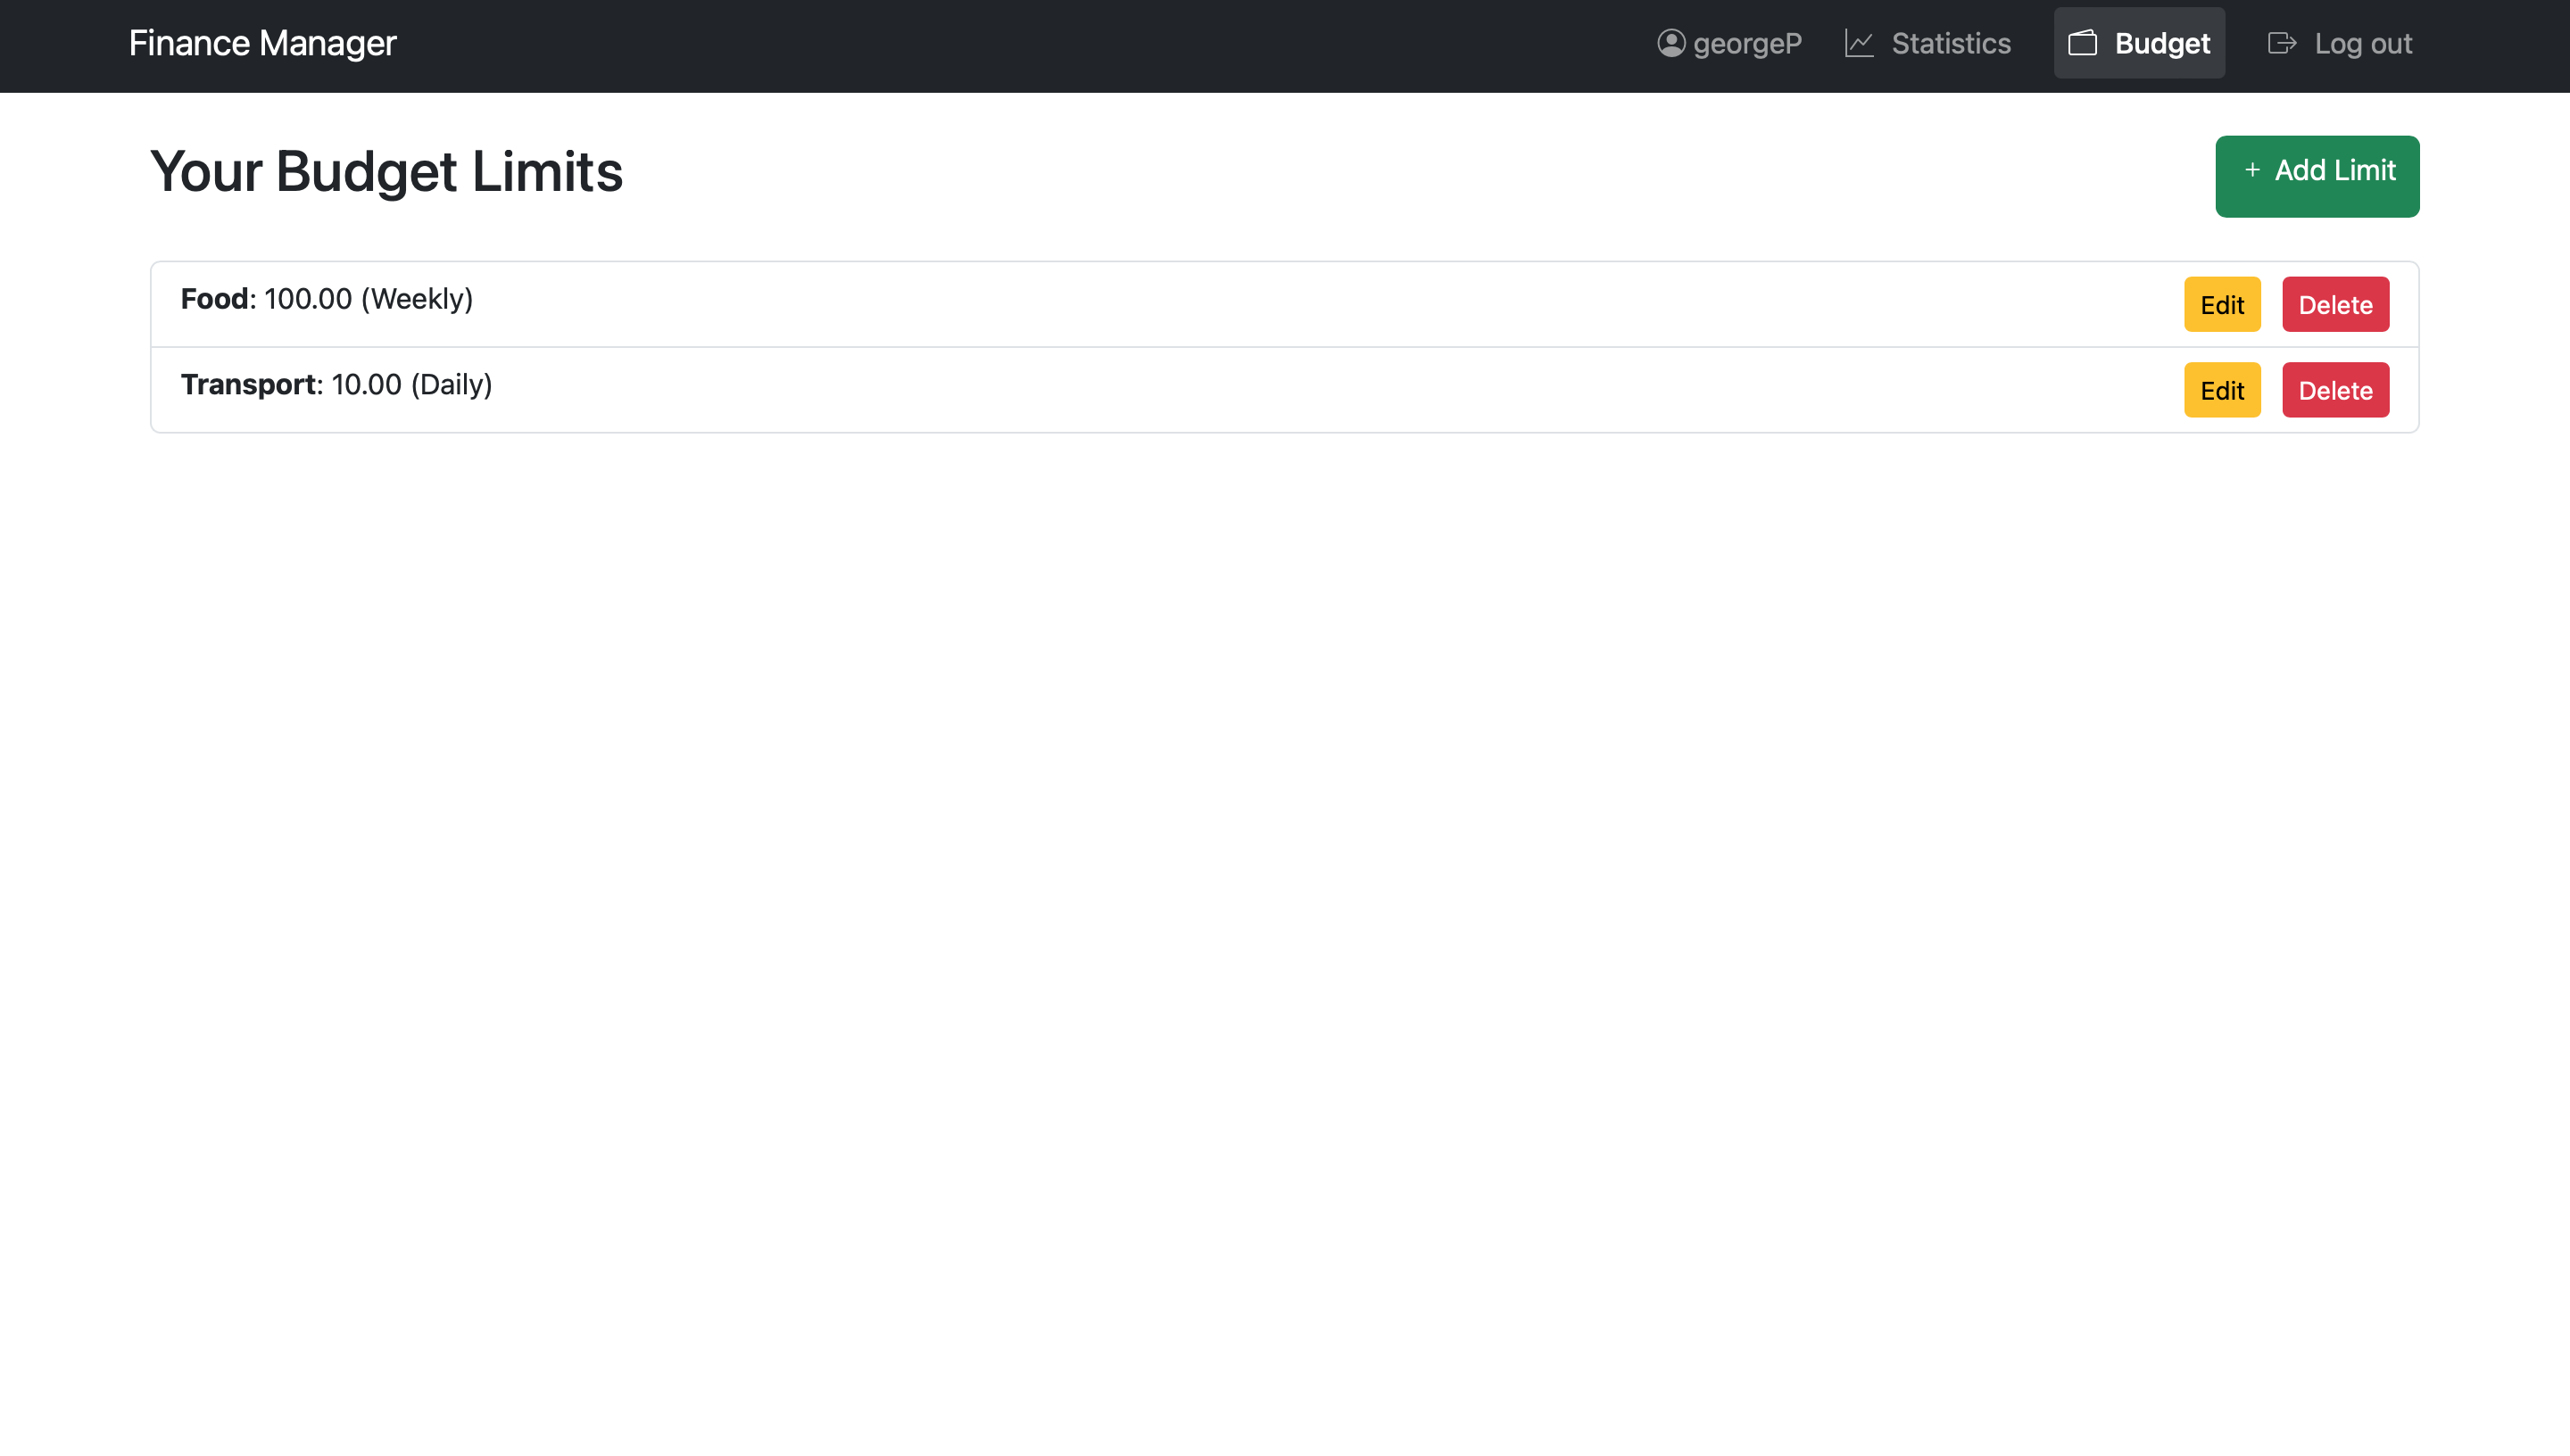 Finance Manager georgeP Statistics Budget Log out
Your Budget Limits + Add Limit
Food: 100.00 (Weekly) Edit Delete
Transport: 10.00 (Daily) Edit Delete